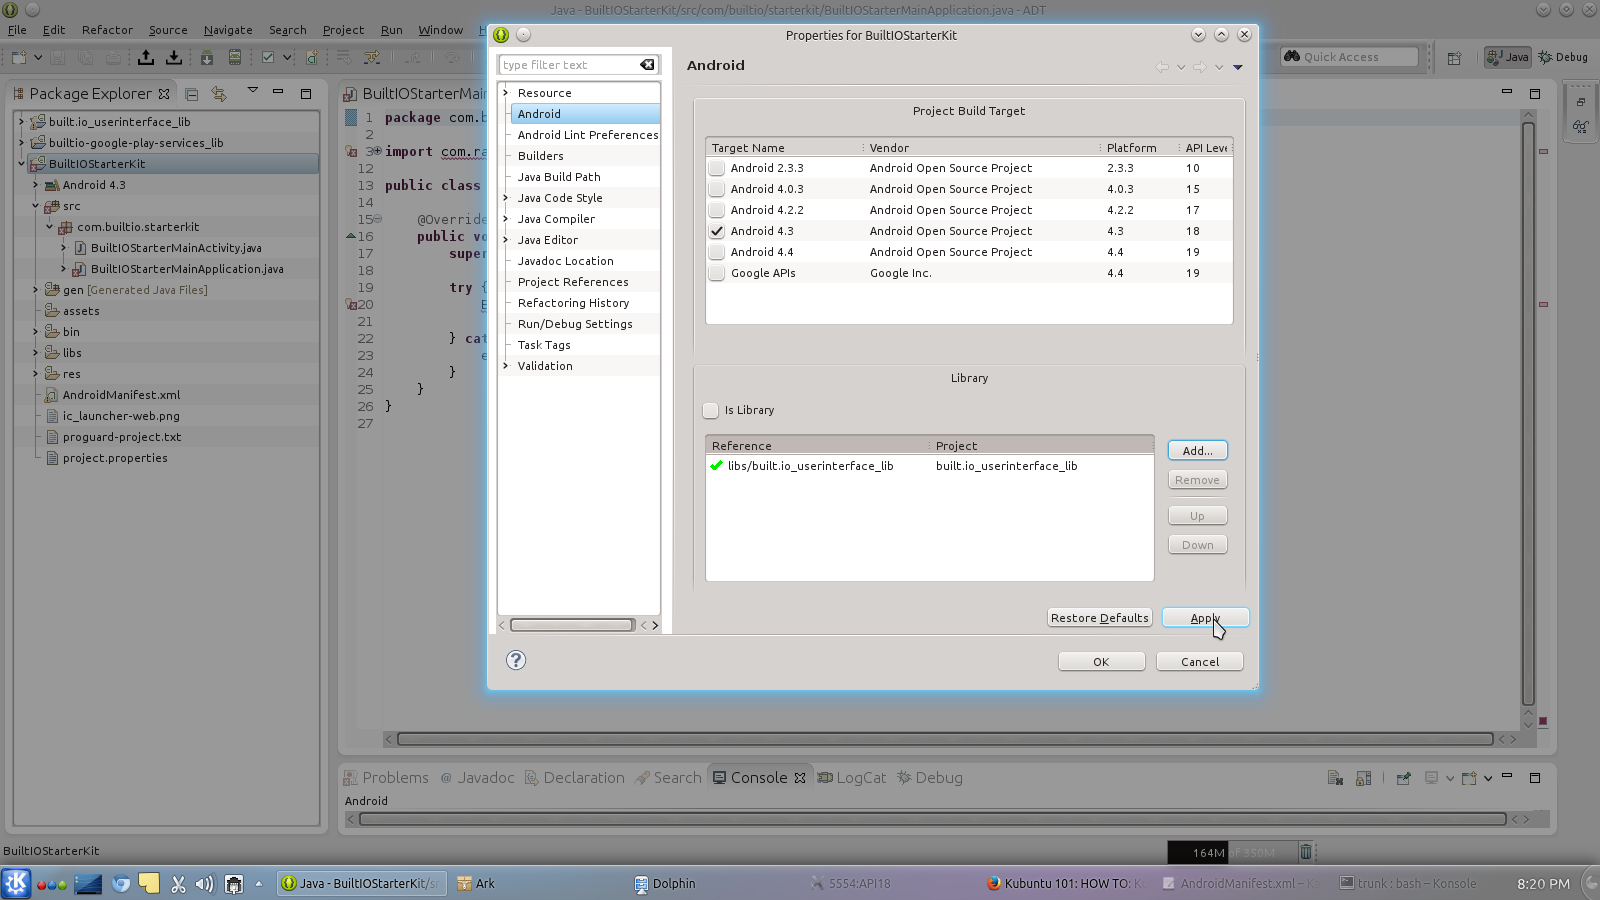 Java - BuiltIOStarterKit/src/com/builtio/starterkit/BuiltIOStarterMainApplication.java - ADT
File Edit Refactor Source Navigate Search Project Run Window
Quick Access
Java
Debug
Package Explorer
built.io_userinterface_lib
builtio-google-play-services_lib
BuiltIOStarterKit
Android 4.3
src
com.builtio.starterkit
BuiltIOStarterMainActivity.java
BuiltIOStarterMainApplication.java
gen [Generated Java Files]
assets
bin
libs
res
AndroidManifest.xml
ic_launcher-web.png
proguard-project.txt
project.properties
BuiltIOStarterMai
1 package com.b
2
3 import com.ra
12
13 public class
14
15 @Override
16 public vo
17 super
18
19 try {
20
21
22 } cat
23 e
24 }
25 }
26 }
27
Properties for BuiltIOStarterKit
type filter text
Resource
Android
Android Lint Preferences
Builders
Java Build Path
Java Code Style
Java Compiler
Java Editor
Javadoc Location
Project References
Refactoring History
Run/Debug Settings
Task Tags
Validation
Android
Project Build Target
Target Name Vendor Platform API Leve
Android 2.3.3 Android Open Source Project 2.3.3 10
Android 4.0.3 Android Open Source Project 4.0.3 15
Android 4.2.2 Android Open Source Project 4.2.2 17
Android 4.3 Android Open Source Project 4.3 18
Android 4.4 Android Open Source Project 4.4 19
Google APIs Google Inc. 4.4 19
Library
Is Library
Reference Project
libs/built.io_userinterface_lib built.io_userinterface_lib
Add...
Remove
Up
Down
Restore Defaults
Apply
?
OK
Cancel
Problems @ Javadoc Declaration Search Console LogCat Debug
Android
BuiltIOStarterKit
164M of 350M
Java - BuiltIOStarterKit/s
Ark
Dolphin
5554:API18
Kubuntu 101: HOW TO: K
AndroidManifest.xml – Ka
trunk : bash – Konsole
8:20 PM